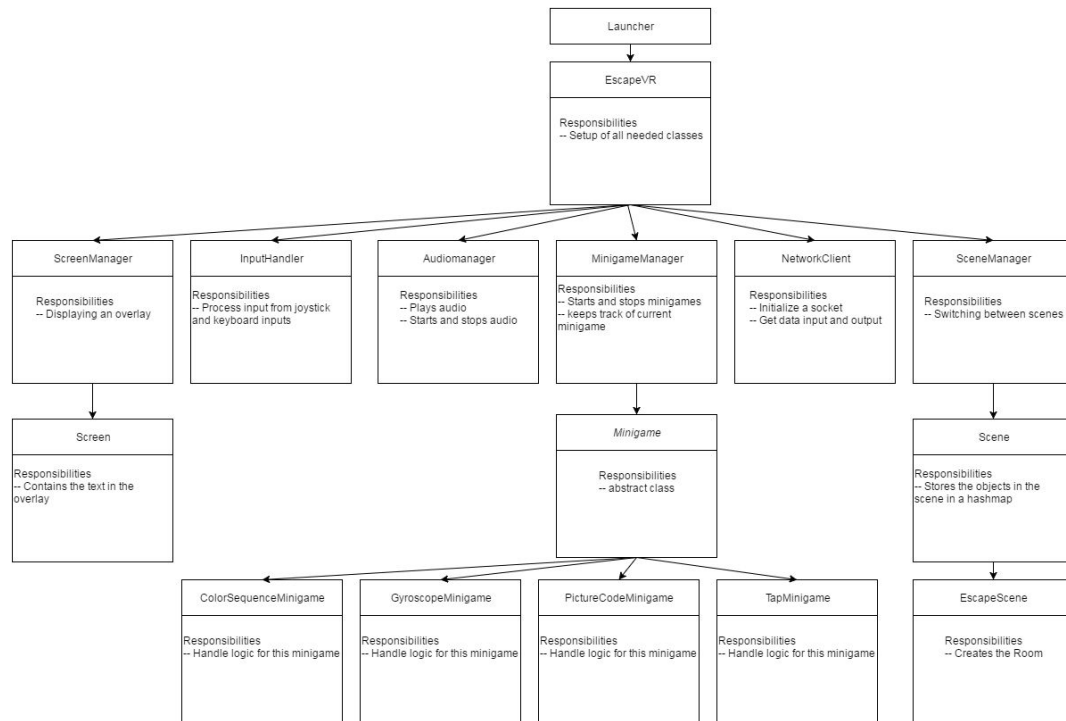 Launcher
EscapeVR
Responsibilities
-- Setup of all needed classes
ScreenManager
Responsibilities
-- Displaying an overlay
InputHandler
Responsibilities
-- Process input from joystick
and keyboard inputs
Audiomanager
Responsibilities
-- Plays audio
-- Starts and stops audio
MinigameManager
Responsibilities
-- Starts and stops minigames
-- keeps track of current
minigame
NetworkClient
Responsibilities
-- Initialize a socket
-- Get data input and output
SceneManager
Responsibilities
-- Switching between scenes
Screen
Responsibilities
-- Contains the text in the
overlay
Minigame
Responsibilities
-- abstract class
Scene
Responsibilities
-- Stores the objects in the
scene in a hashmap
ColorSequenceMinigame
Responsibilities
-- Handle logic for this minigame
GyroscopeMinigame
Responsibilities
-- Handle logic for this minigame
PictureCodeMinigame
Responsibilities
-- Handle logic for this minigame
TapMinigame
Responsibilities
-- Handle logic for this minigame
EscapeScene
Responsibilities
-- Creates the Room